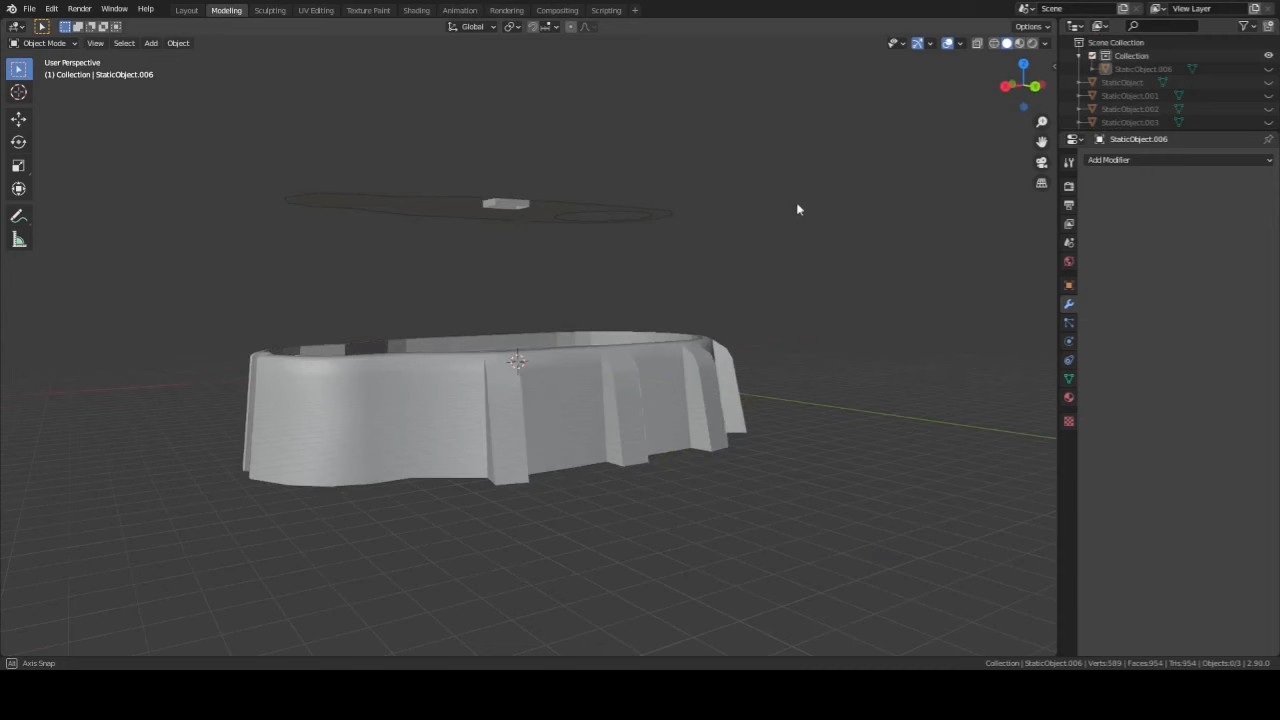 File Edit Render Window Help Layout Modeling Sculpting UV Editing Texture Paint Shading Animation Rendering Compositing Scripting + Scene View Layer
Global Options
Object Mode View Select Add Object
User Perspective
(1) Collection | StaticObject.006
Scene Collection
Collection
StaticObject.006
StaticObject
StaticObject.001
StaticObject.002
StaticObject.003
StaticObject.006
Add Modifier
Z
Y
Alt Axis Snap
Collection | StaticObject.006 | Verts:589 | Faces:954 | Tris:954 | Objects:0/3 | 2.90.0